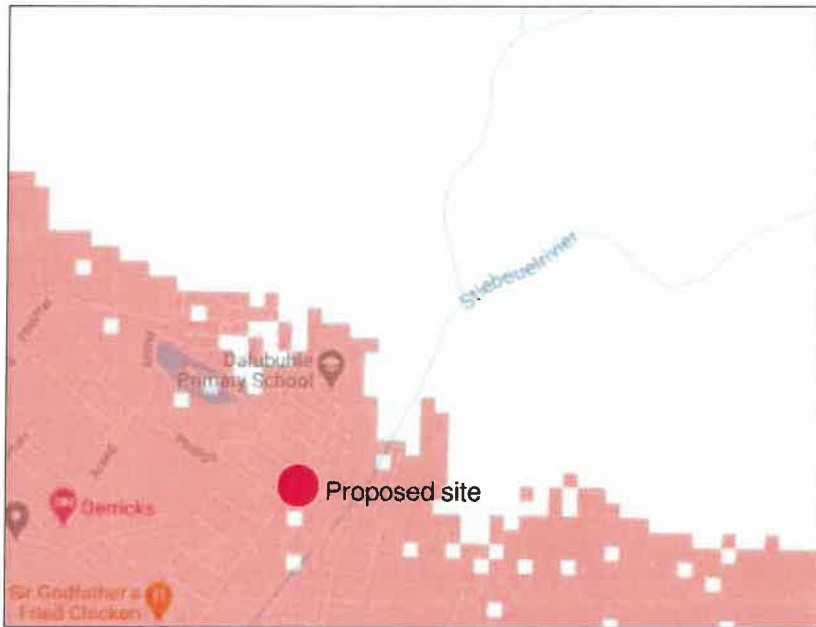 Stiebeuelrivier
Dalubuhle
Primary School
Proposed site
Derricks
Sir Godfather's
Fried Chicken